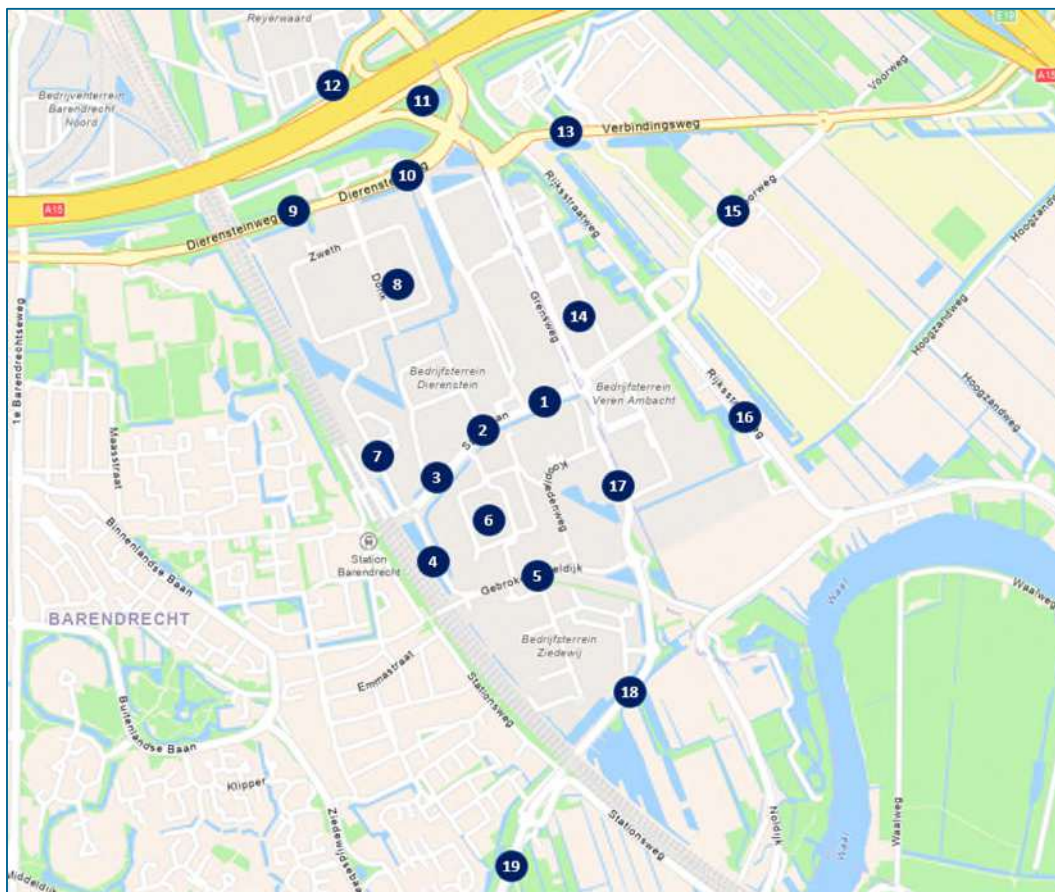 Reyerwaard
E19
A15
12
11
Voorweg
Bedrijventerrein
Barendrecht
Noord
13
Verbindingsweg
10
Rijksstraatweg
A15
9
Dierensteinweg
15
Hoogzandweg
Zweth
8
14
Grensweg
1e Barendrechtseweg
Bedrijfsterrein
Dierenstein
Bedrijfsterrein
Veren Ambacht
1
2
16
Hoogzandweg
Maasstraat
7
3
17
Koopliedenweg
6
Binnenlandse Baan
Station
Barendrecht
4
5
Waal
Waalweg
BARENDRECHT
Bedrijfsterrein
Ziedewij
Emmastraat
18
Stationsweg
Buitenlandse Baan
Klipper
Ziedewijdsebaan
Stationsweg
Noldijk
Waalweg
Waal
19
Middeldijk